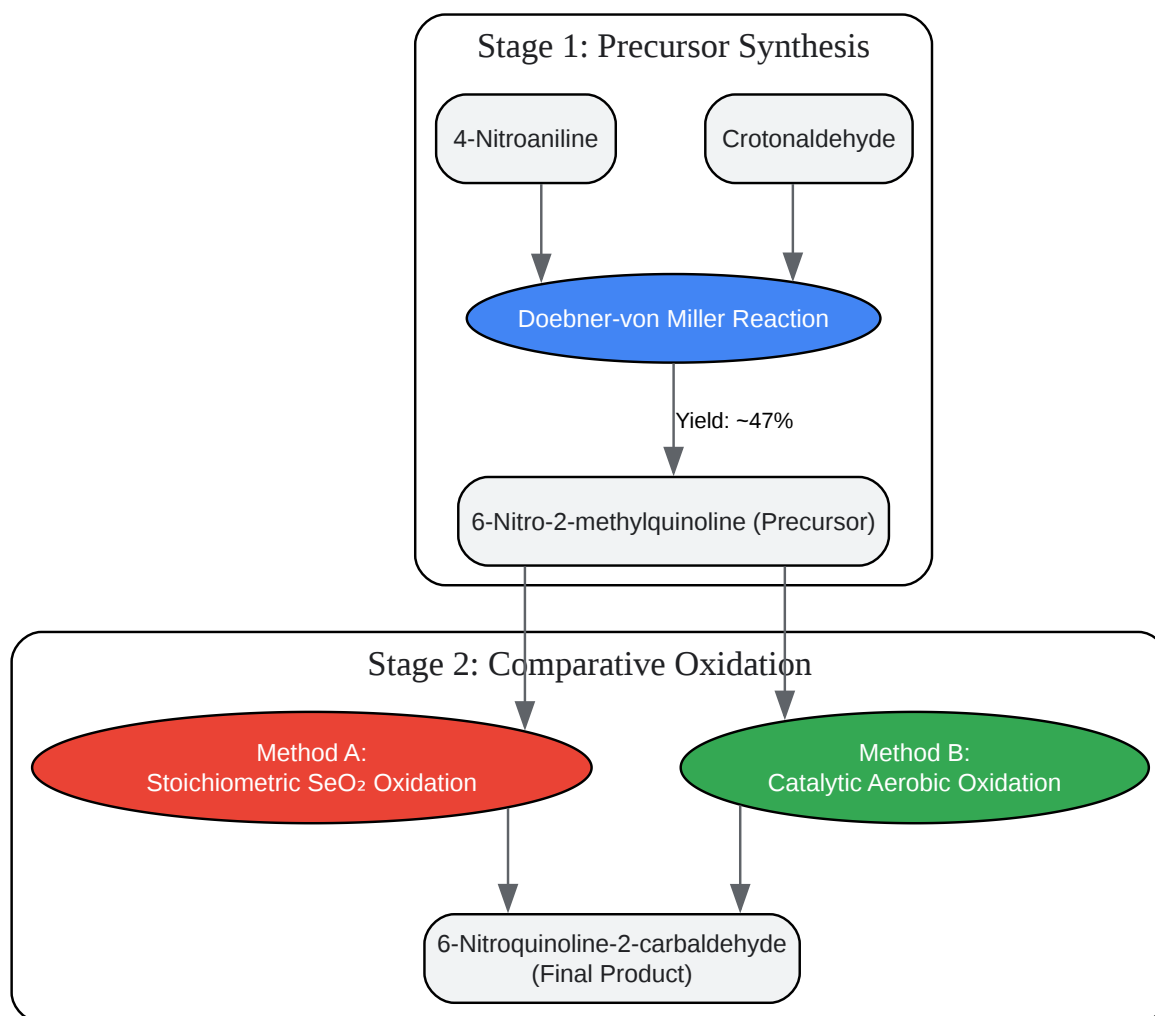 Stage 1: Precursor Synthesis
4-Nitroaniline
Crotonaldehyde
Doebner-von Miller Reaction
Yield: ~47%
6-Nitro-2-methylquinoline (Precursor)
Stage 2: Comparative Oxidation
Method A:
Stoichiometric SeO₂ Oxidation
Method B:
Catalytic Aerobic Oxidation
6-Nitroquinoline-2-carbaldehyde
(Final Product)